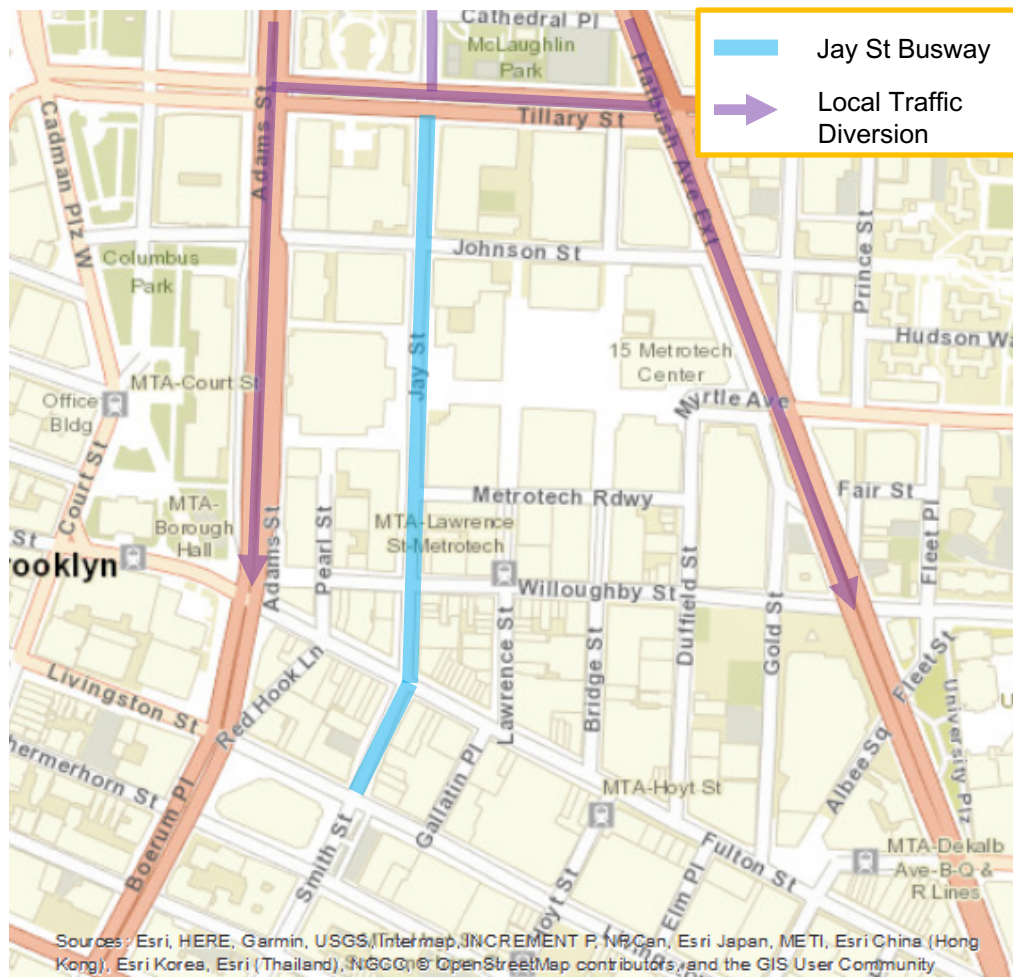 Cathedral Pl
McLaughlin
Park
Jay St Busway
Local Traffic
Diversion
Flatbush Ave Ext
Tillary St
Adams St
Cadman Plz W
Columbus
Park
Johnson St
Prince St
Hudson Wa
Jay St
15 Metrotech
Center
MTA-Court St
Office
Bldg
Myrtle Ave
Court St
Metrotech Rdwy
Fair St
Fleet Pl
MTA-
Borough
Hall
St
rooklyn
Adams St
Pearl St
MTA-Lawrence
St-Metrotech
Willoughby St
Lawrence St
Bridge St
Duffield St
Gold St
Fleet St
University Plz
U
Livingston St
Red Hook Ln
hermerhorn St
Boerum Pl
Smith St
Gallatin Pl
Albee Sq
MTA-Hoyt St
Fulton St
MTA-Dekalb
Ave-B-Q &
R Lines
Hoyt St
Elm Pl
Sources: Esri, HERE, Garmin, USGS, Intermap, INCREMENT P, NRCan, Esri Japan, METI, Esri China (Hong
Kong), Esri Korea, Esri (Thailand), NGCC, © OpenStreetMap contributors, and the GIS User Community